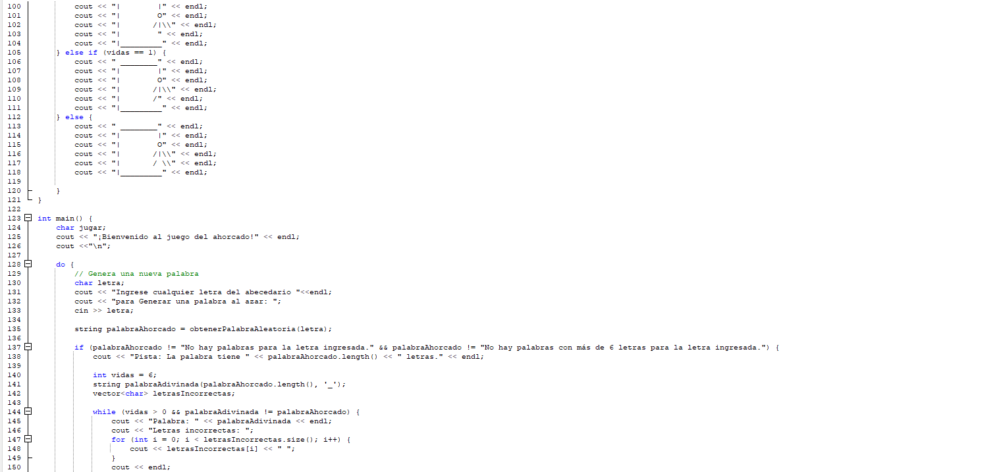 100 cout << "|        |" << endl;
101 cout << "|        O" << endl;
102 cout << "|       /|\\" << endl;
103 cout << "|        " << endl;
104 cout << "|_________" << endl;
105 } else if (vidas == 1) {
106 cout << " ________" << endl;
107 cout << "|        |" << endl;
108 cout << "|        O" << endl;
109 cout << "|       /|\\" << endl;
110 cout << "|       /" << endl;
111 cout << "|_________" << endl;
112 } else {
113 cout << " ________" << endl;
114 cout << "|        |" << endl;
115 cout << "|        O" << endl;
116 cout << "|       /|\\" << endl;
117 cout << "|       / \\" << endl;
118 cout << "|_________" << endl;
119
120 }
121 }
122
123 int main() {
124 char jugar;
125 cout << "¡Bienvenido al juego del ahorcado!" << endl;
126 cout <<"\n";
127
128 do {
129 // Genera una nueva palabra
130 char letra;
131 cout << "Ingrese cualquier letra del abecedario "<<endl;
132 cout << "para Generar una palabra al azar: ";
133 cin >> letra;
134
135 string palabraAhorcado = obtenerPalabraAleatoria(letra);
136
137 if (palabraAhorcado != "No hay palabras para la letra ingresada." && palabraAhorcado != "No hay palabras con más de 6 letras para la letra ingresada.") {
138 cout << "Pista: La palabra tiene " << palabraAhorcado.length() << " letras." << endl;
139
140 int vidas = 6;
141 string palabraAdivinada(palabraAhorcado.length(), '_');
142 vector<char> letrasIncorrectas;
143
144 while (vidas > 0 && palabraAdivinada != palabraAhorcado) {
145 cout << "Palabra: " << palabraAdivinada << endl;
146 cout << "Letras incorrectas: ";
147 for (int i = 0; i < letrasIncorrectas.size(); i++) {
148 cout << letrasIncorrectas[i] << " ";
149 }
150 cout << endl;